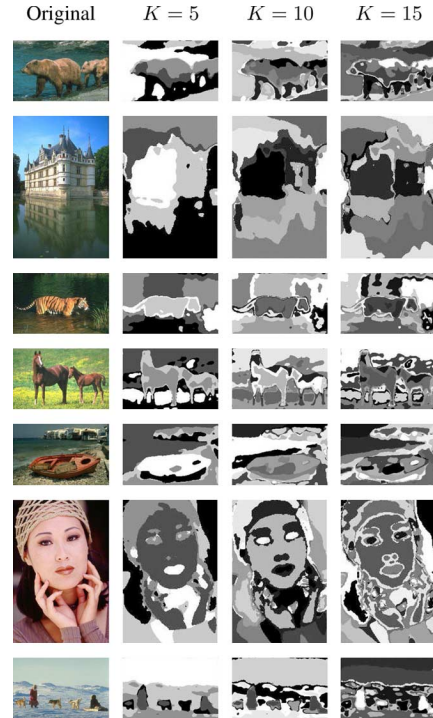 Original K = 5 K = 10 K = 15